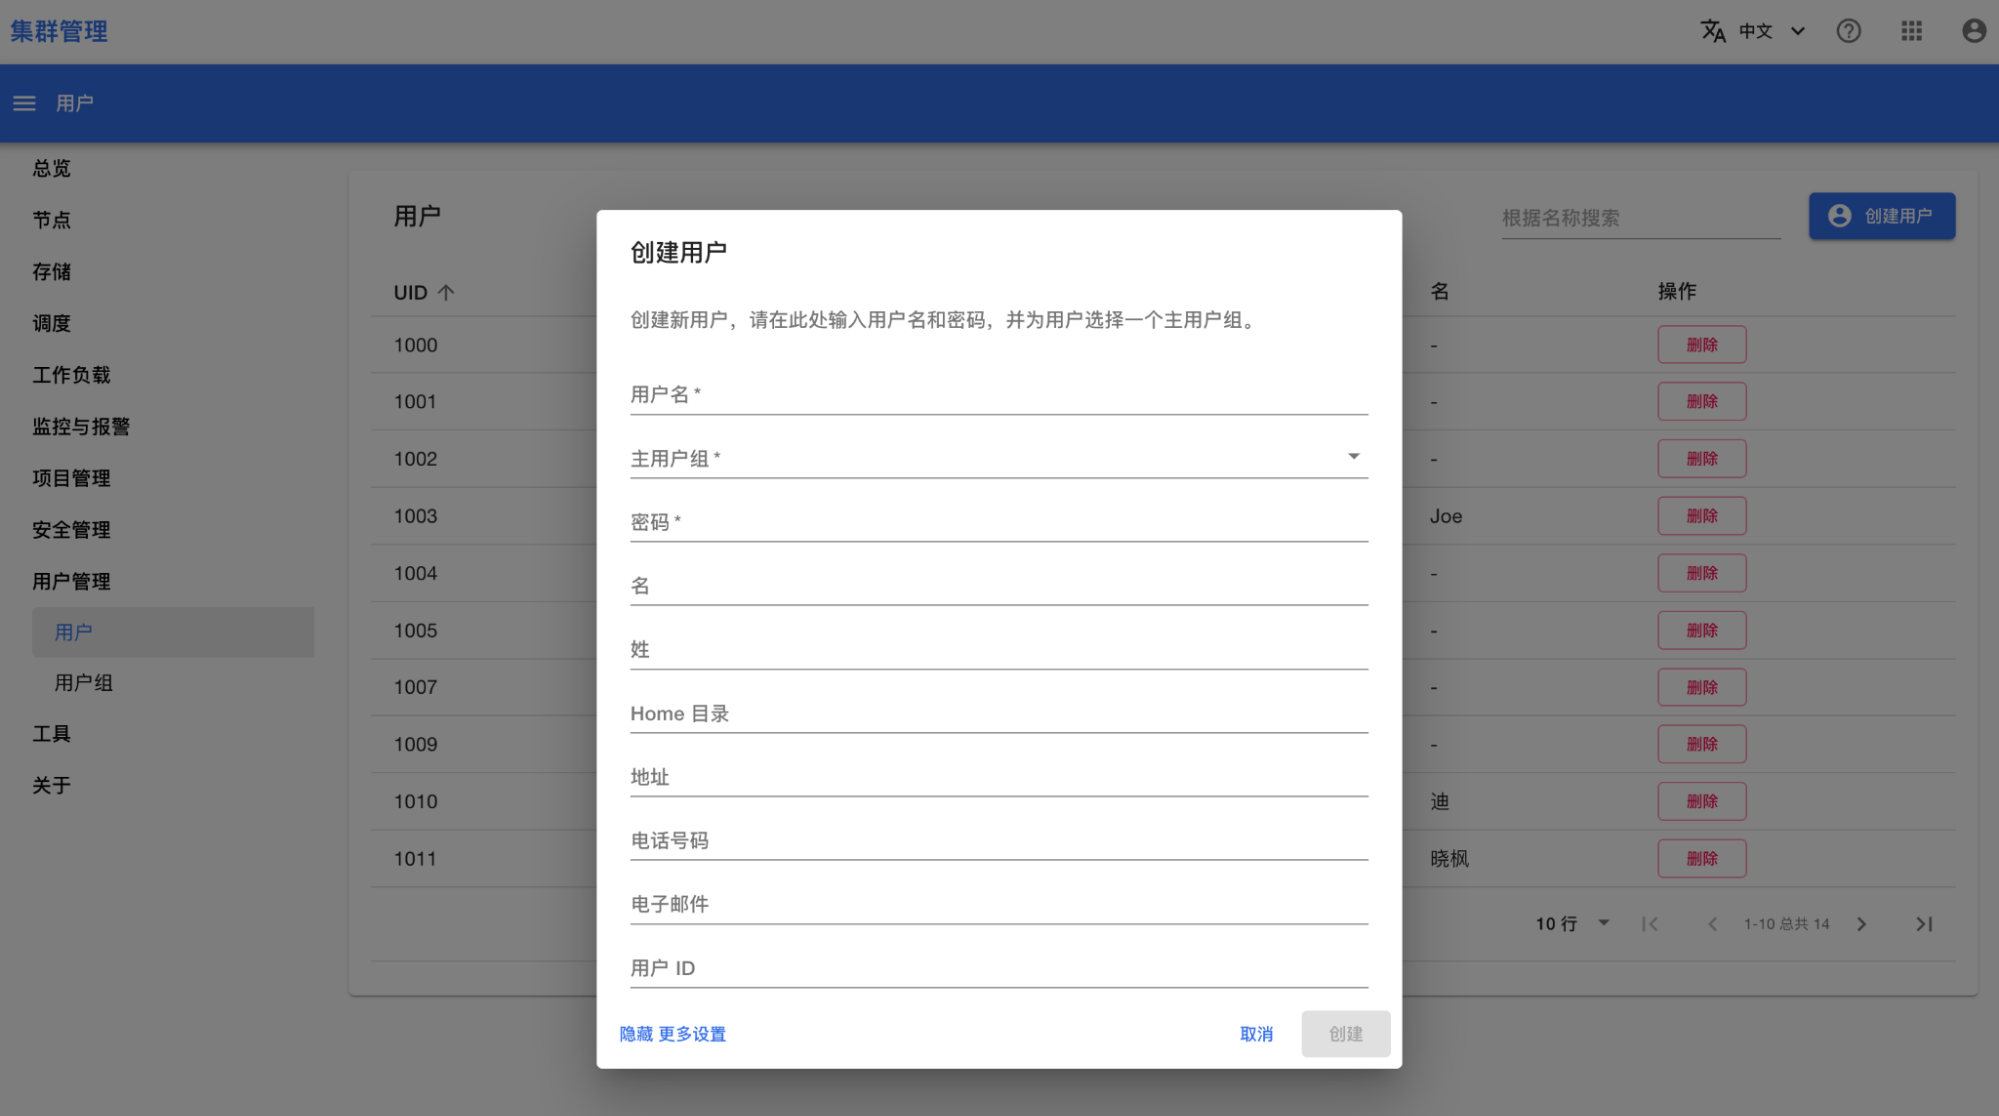 集群管理
中文
用户
总览
节点
存储
调度
工作负载
监控与报警
项目管理
安全管理
用户管理
用户
用户组
工具
关于
用户
根据名称搜索
创建用户
UID
名
操作
1000
-
删除
1001
-
删除
1002
-
删除
1003
Joe
删除
1004
-
删除
1005
-
删除
1007
-
删除
1009
-
删除
1010
迪
删除
1011
晓枫
删除
10 行
1-10 总共 14
创建用户
创建新用户，请在此处输入用户名和密码，并为用户选择一个主用户组。
用户名 *
主用户组 *
密码 *
名
姓
Home 目录
地址
电话号码
电子邮件
用户 ID
隐藏 更多设置
取消
创建